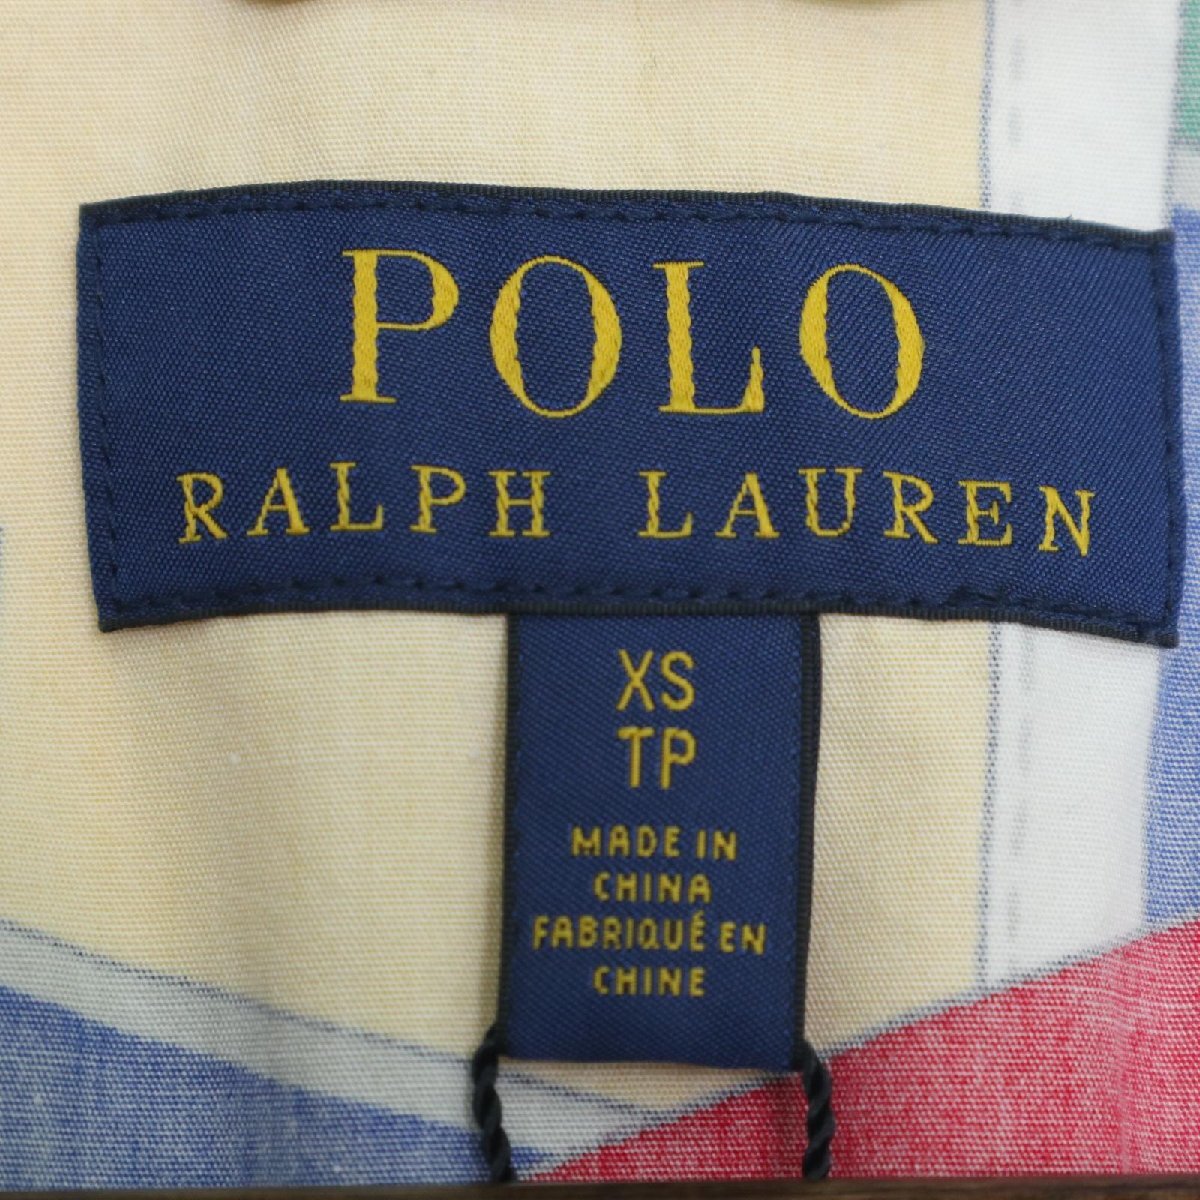 POLO
RALPH LAUREN
XS
TP
MADE IN
CHINA
FABRIQUÉ EN
CHINE